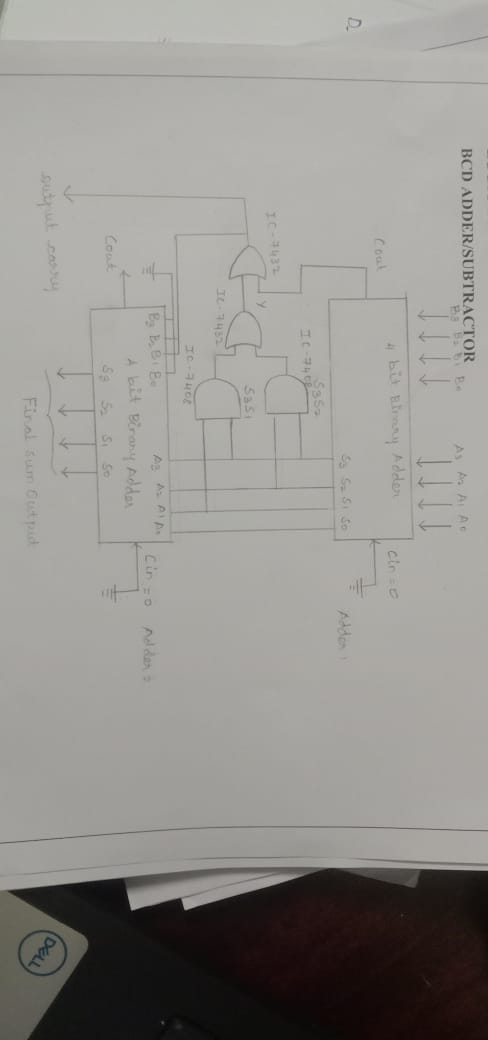 BCD ADDER/SUBTRACTOR
B3 B2 B1 B0 A3 A2 A1 A0
4 bit Binary Adder
Cout
Cin = 0
S3 S2 S1 S0
Adder 1
S3S2
IC-7408
IC-7432
Y
S3S1
IC-7432
IC-7408
B3 B2 B1 B0 A3 A2 A1 A0
Cin = 0 Adder 2
4 bit Binary Adder
Cout
S3 S2 S1 S0
output carry
Final sum Output
DELL